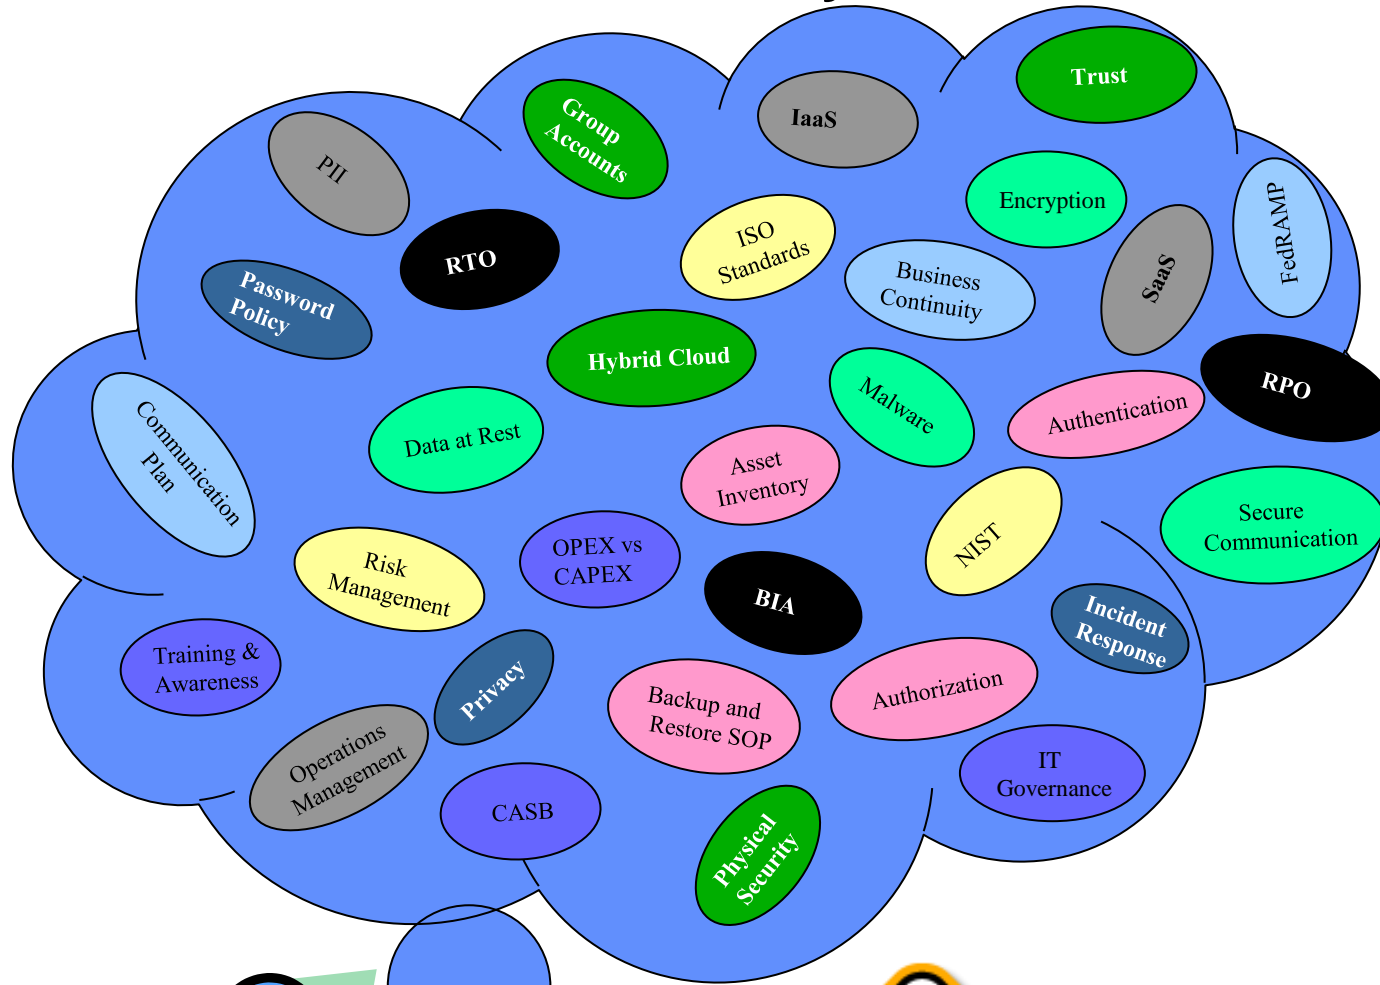 Trust
IaaS
Group
Accounts
PII
Encryption
FedRAMP
ISO
Standards
RTO
SaaS
Business
Continuity
Password
Policy
Hybrid Cloud
RPO
Malware
Authentication
Data at Rest
Communication
Plan
Asset
Inventory
Secure
Communication
NIST
OPEX vs
CAPEX
Risk
Management
BIA
Incident
Response
Training &
Awareness
Privacy
Authorization
Backup and
Restore SOP
Operations
Management
IT
Governance
CASB
Physical
Security